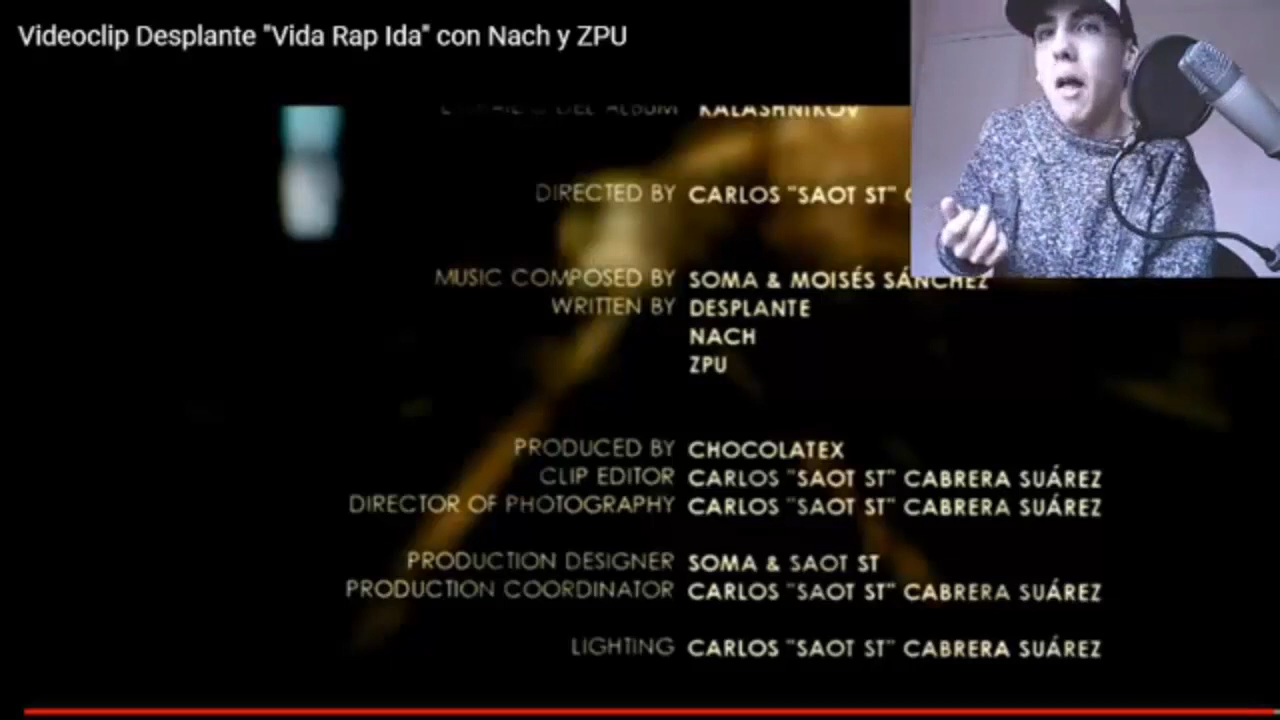 Videoclip Desplante "Vida Rap Ida" con Nach y ZPU
DEL ALBUM KALASHNIKOV
DIRECTED BY CARLOS "SAOT ST"
MUSIC COMPOSED BY SOMA & MOISÉS SÁNCHEZ
WRITTEN BY DESPLANTE
NACH
ZPU
PRODUCED BY CHOCOLATEX
CLIP EDITOR CARLOS "SAOT ST" CABRERA SUÁREZ
DIRECTOR OF PHOTOGRAPHY CARLOS "SAOT ST" CABRERA SUÁREZ
PRODUCTION DESIGNER SOMA & SAOT ST
PRODUCTION COORDINATOR CARLOS "SAOT ST" CABRERA SUÁREZ
LIGHTING CARLOS "SAOT ST" CABRERA SUÁREZ